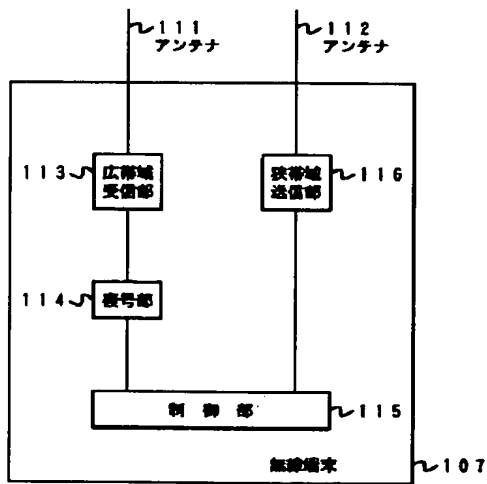 111
アンテナ
112
アンテナ
113
広帯域
受信部
狭帯域
送信部
116
114
復号部
制御部
115
無線端末
107